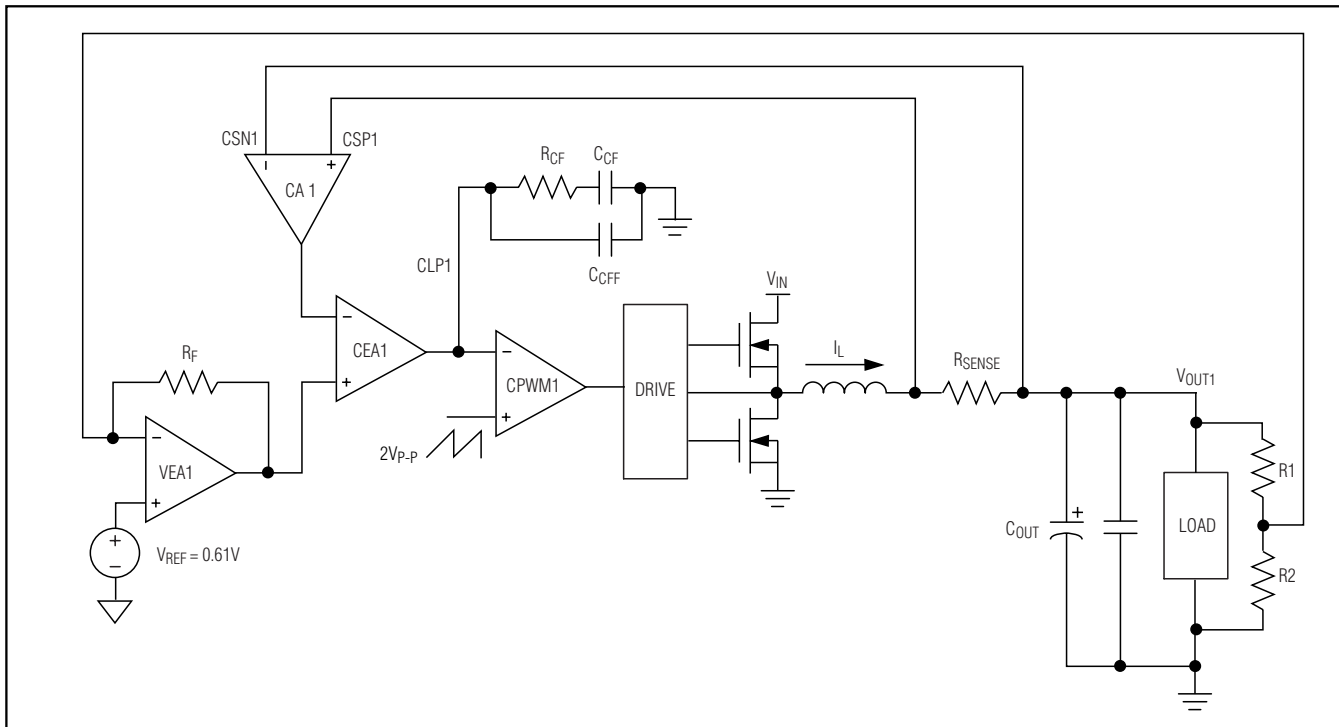 CSN1
CSP1
−
+
CA 1
R_CF
C_CF
C_CFF
CLP1
V_IN
−
CEA1
+
−
CPWM1
+
2V_P-P
DRIVE
I_L
R_SENSE
V_OUT1
R_F
−
VEA1
+
+
−
V_REF = 0.61V
C_OUT
+
LOAD
R1
R2